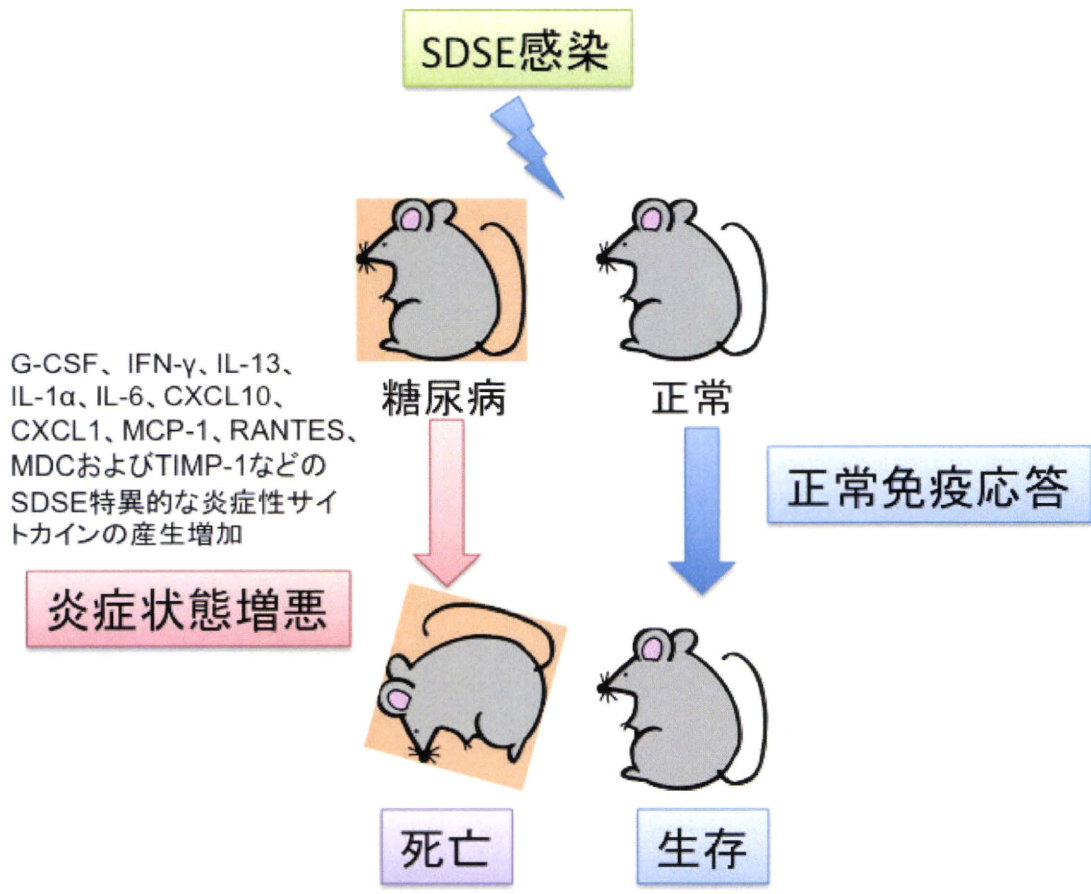 SDSE感染
糖尿病
正常
G-CSF、 IFN-γ、IL-13、
IL-1α、IL-6、CXCL10、
CXCL1、MCP-1、RANTES、
MDCおよびTIMP-1などの
SDSE特異的な炎症性サイ
トカインの産生増加
正常免疫応答
炎症状態増悪
死亡
生存